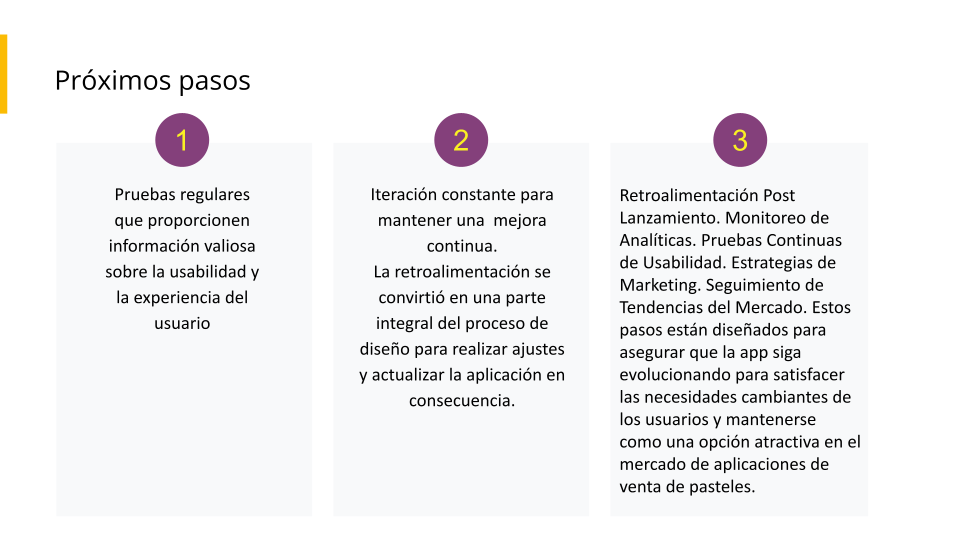 Próximos pasos
1
Pruebas regulares
que proporcionen
información valiosa
sobre la usabilidad y
la experiencia del
usuario
2
Iteración constante para
mantener una  mejora
continua.
La retroalimentación se
convirtió en una parte
integral del proceso de
diseño para realizar ajustes
y actualizar la aplicación en
consecuencia.
3
Retroalimentación Post
Lanzamiento. Monitoreo de
Analíticas. Pruebas Continuas
de Usabilidad. Estrategias de
Marketing. Seguimiento de
Tendencias del Mercado. Estos
pasos están diseñados para
asegurar que la app siga
evolucionando para satisfacer
las necesidades cambiantes de
los usuarios y mantenerse
como una opción atractiva en el
mercado de aplicaciones de
venta de pasteles.